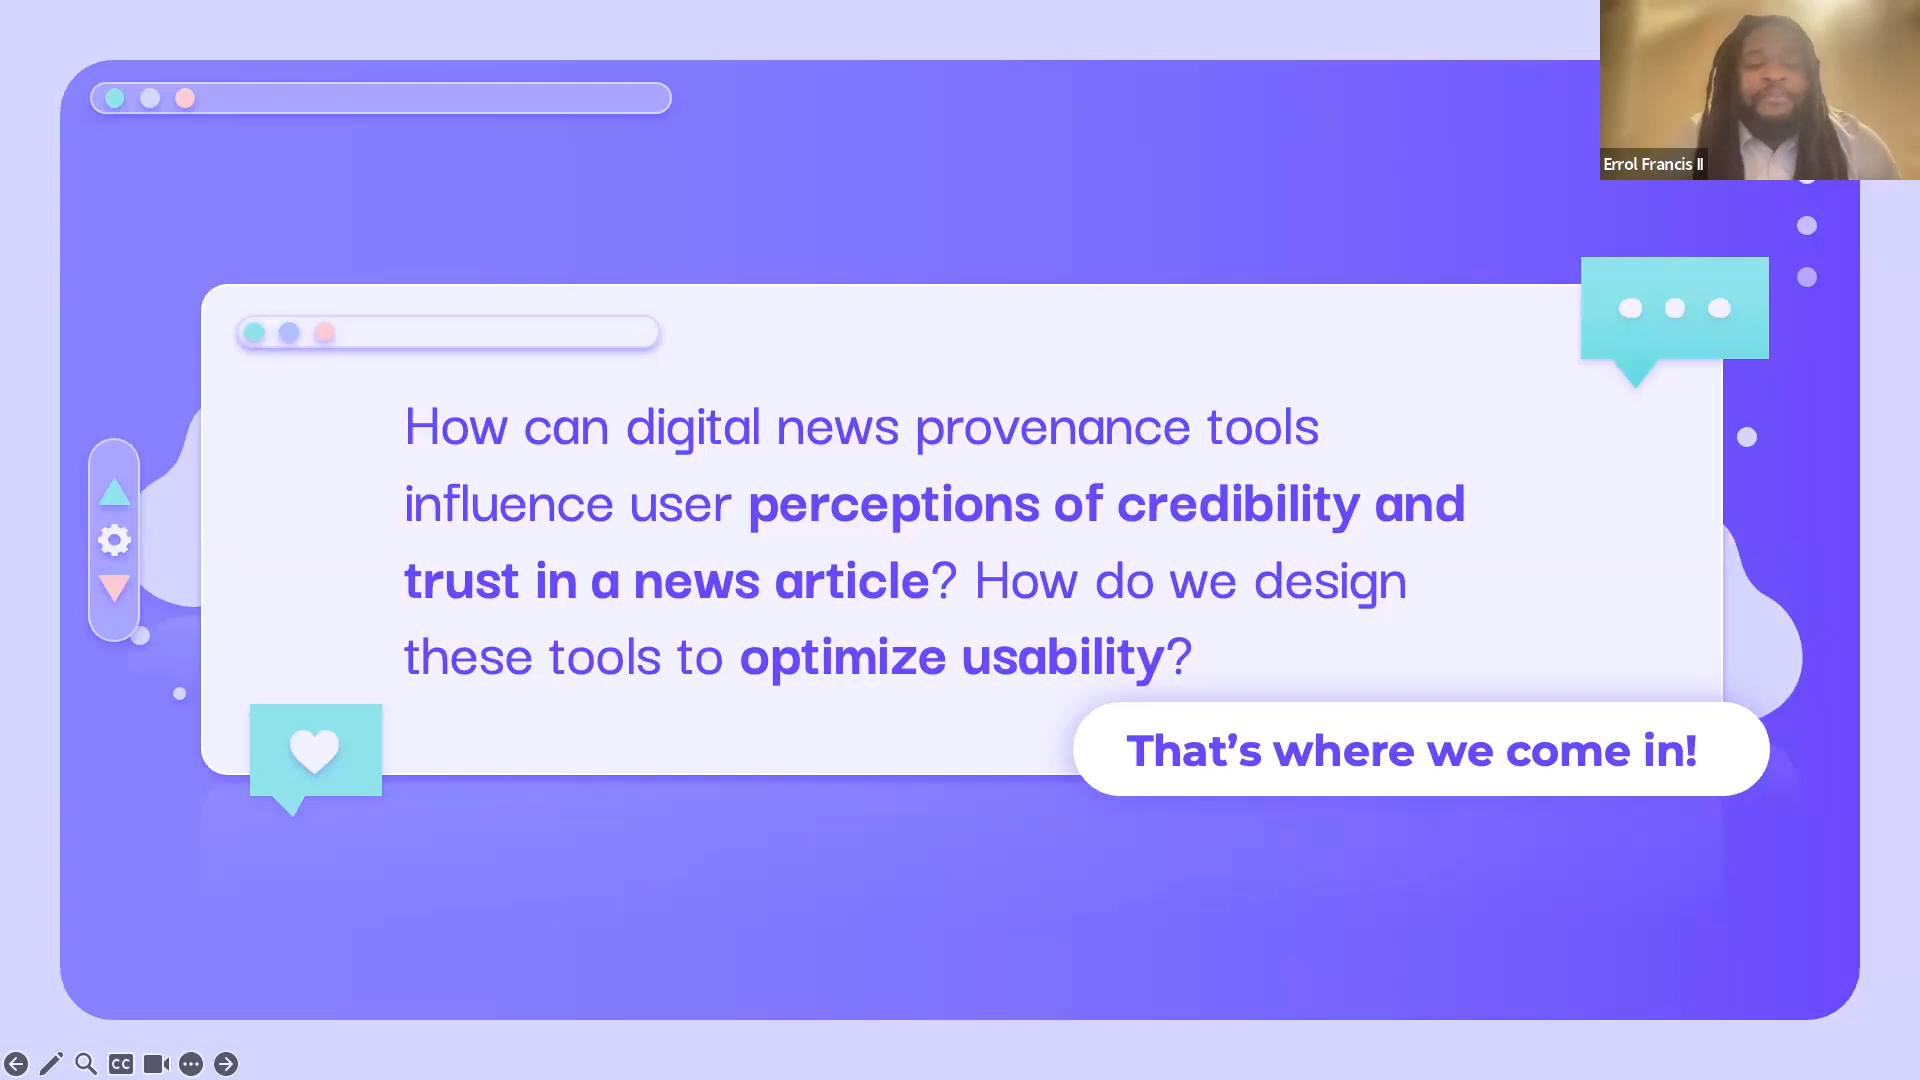 Errol Francis II
How can digital news provenance tools
influence user perceptions of credibility and
trust in a news article? How do we design
these tools to optimize usability?
That’s where we come in!
CC